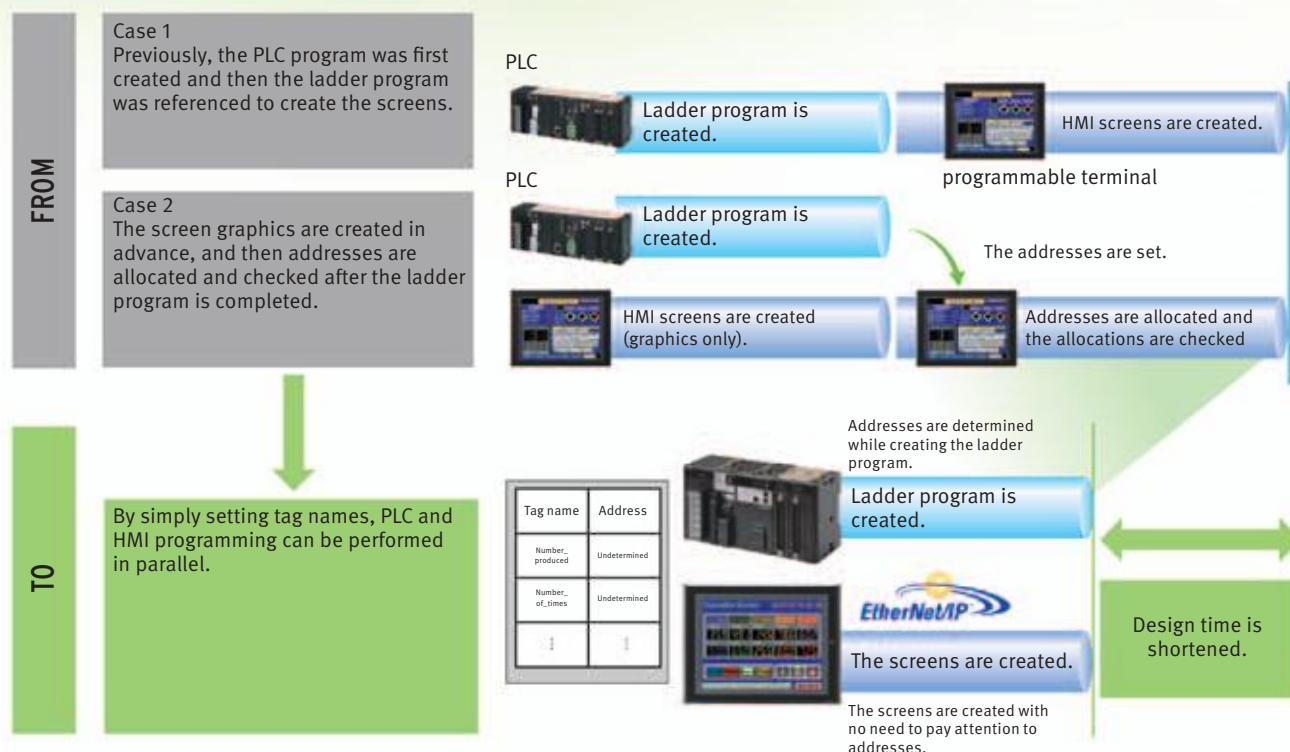 FROM
Case 1
Previously, the PLC program was first
created and then the ladder program
was referenced to create the screens.
PLC
Ladder program is
created.
HMI screens are created.
programmable terminal
Case 2
The screen graphics are created in
advance, and then addresses are
allocated and checked after the ladder
program is completed.
PLC
Ladder program is
created.
The addresses are set.
HMI screens are created
(graphics only).
Addresses are allocated and
the allocations are checked
TO
By simply setting tag names, PLC and
HMI programming can be performed
in parallel.
Tag name Address
Number_
produced
Undetermined
Number_
of_times
Undetermined
Addresses are determined
while creating the ladder
program.
Ladder program is
created.
EtherNet/IP
The screens are created.
The screens are created with
no need to pay attention to
addresses.
Design time is
shortened.